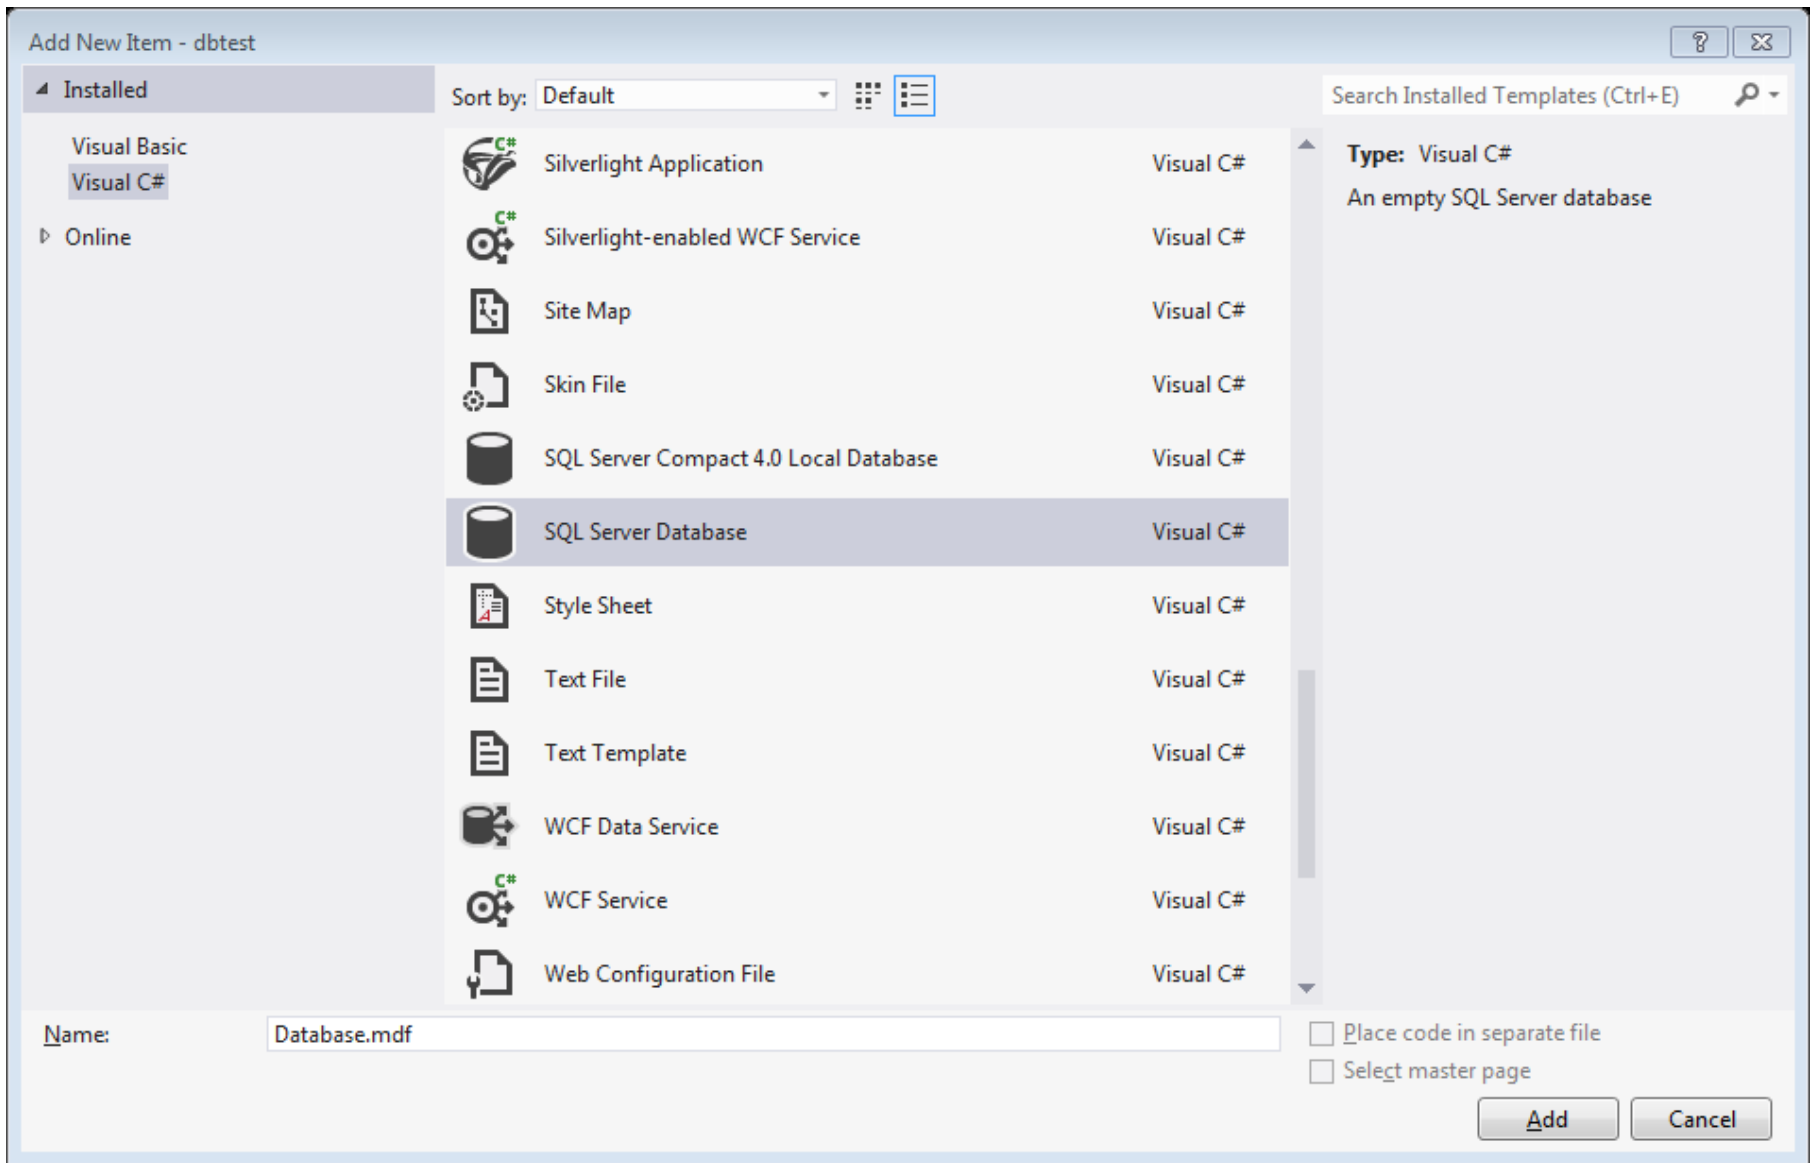 Add New Item - dbtest
Installed
Visual Basic
Visual C#
Online
Sort by: Default
Search Installed Templates (Ctrl+E)
Silverlight Application Visual C#
Silverlight-enabled WCF Service Visual C#
Site Map Visual C#
Skin File Visual C#
SQL Server Compact 4.0 Local Database Visual C#
SQL Server Database Visual C#
Style Sheet Visual C#
Text File Visual C#
Text Template Visual C#
WCF Data Service Visual C#
WCF Service Visual C#
Web Configuration File Visual C#
Type: Visual C#
An empty SQL Server database
Name: Database.mdf
Place code in separate file
Select master page
Add Cancel